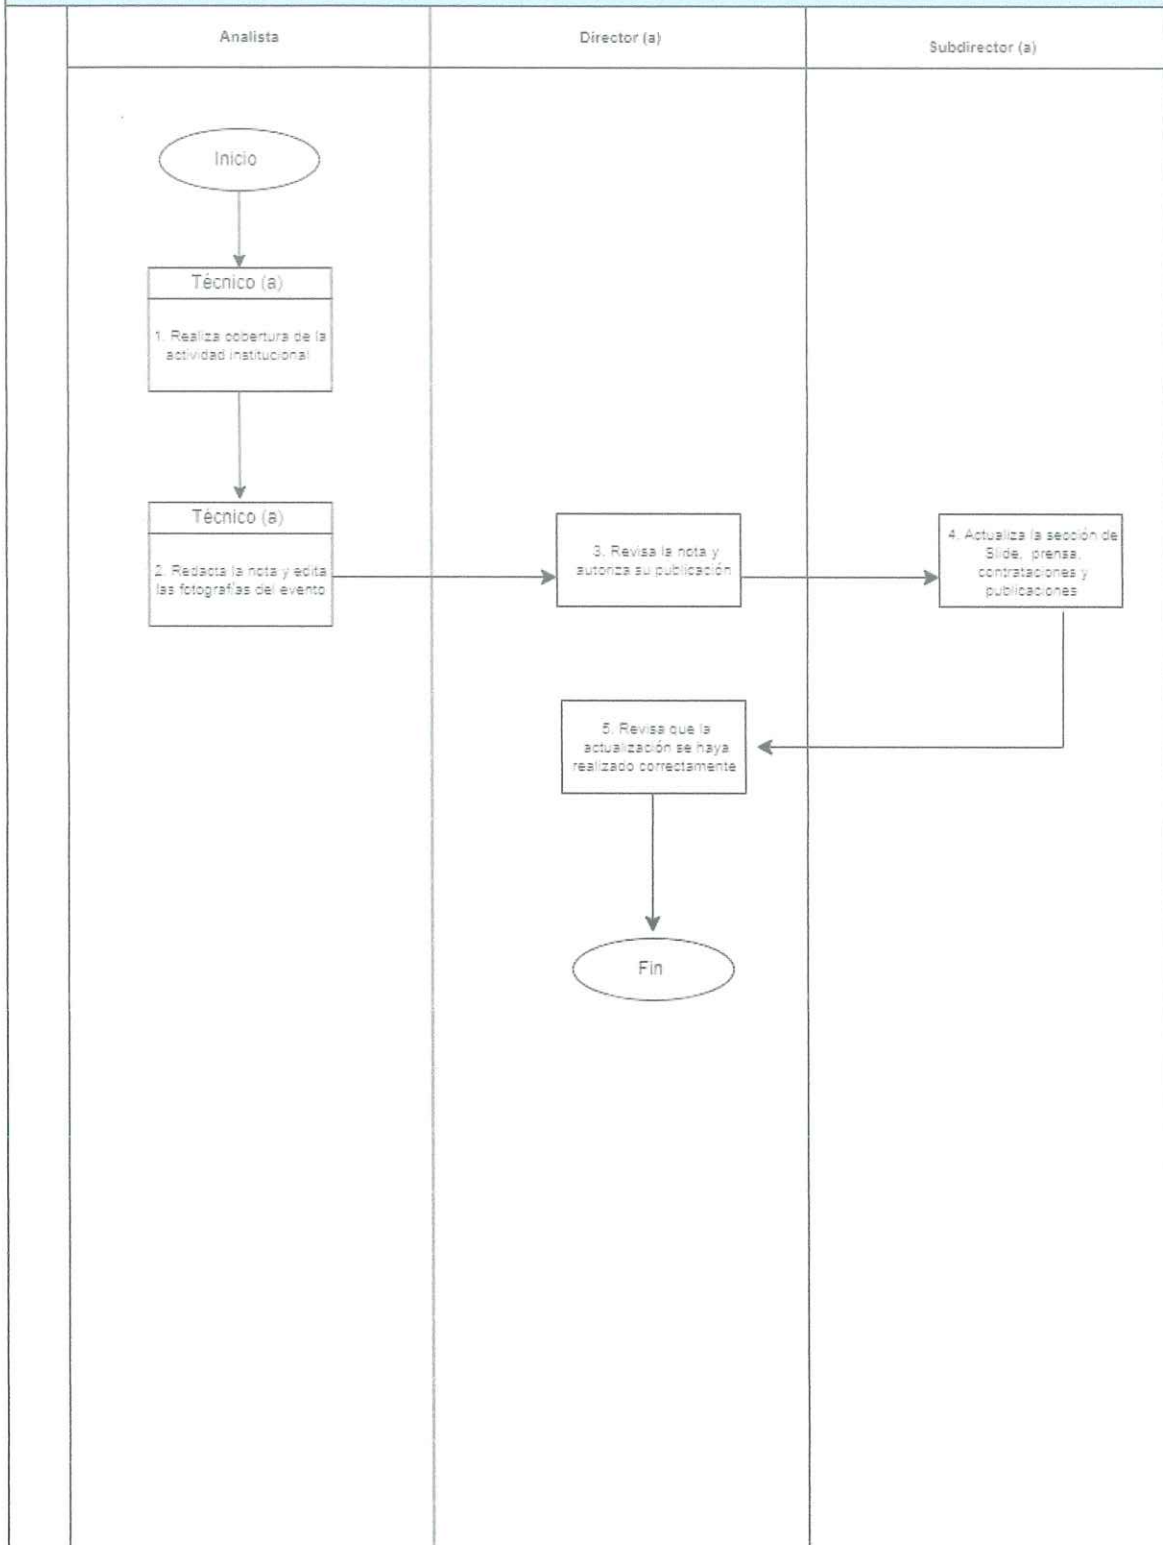 Analista
Director (a)
Subdirector (a)
Inicio
Técnico (a)
1. Realiza cobertura de la
actividad institucional
Técnico (a)
2. Redacta la nota y edita
las fotografías del evento
3. Revisa la nota y
autoriza su publicación
4. Actualiza la sección de
Slide, prensa,
contrataciones y
publicaciones
5. Revisa que la
actualización se haya
realizado correctamente
Fin